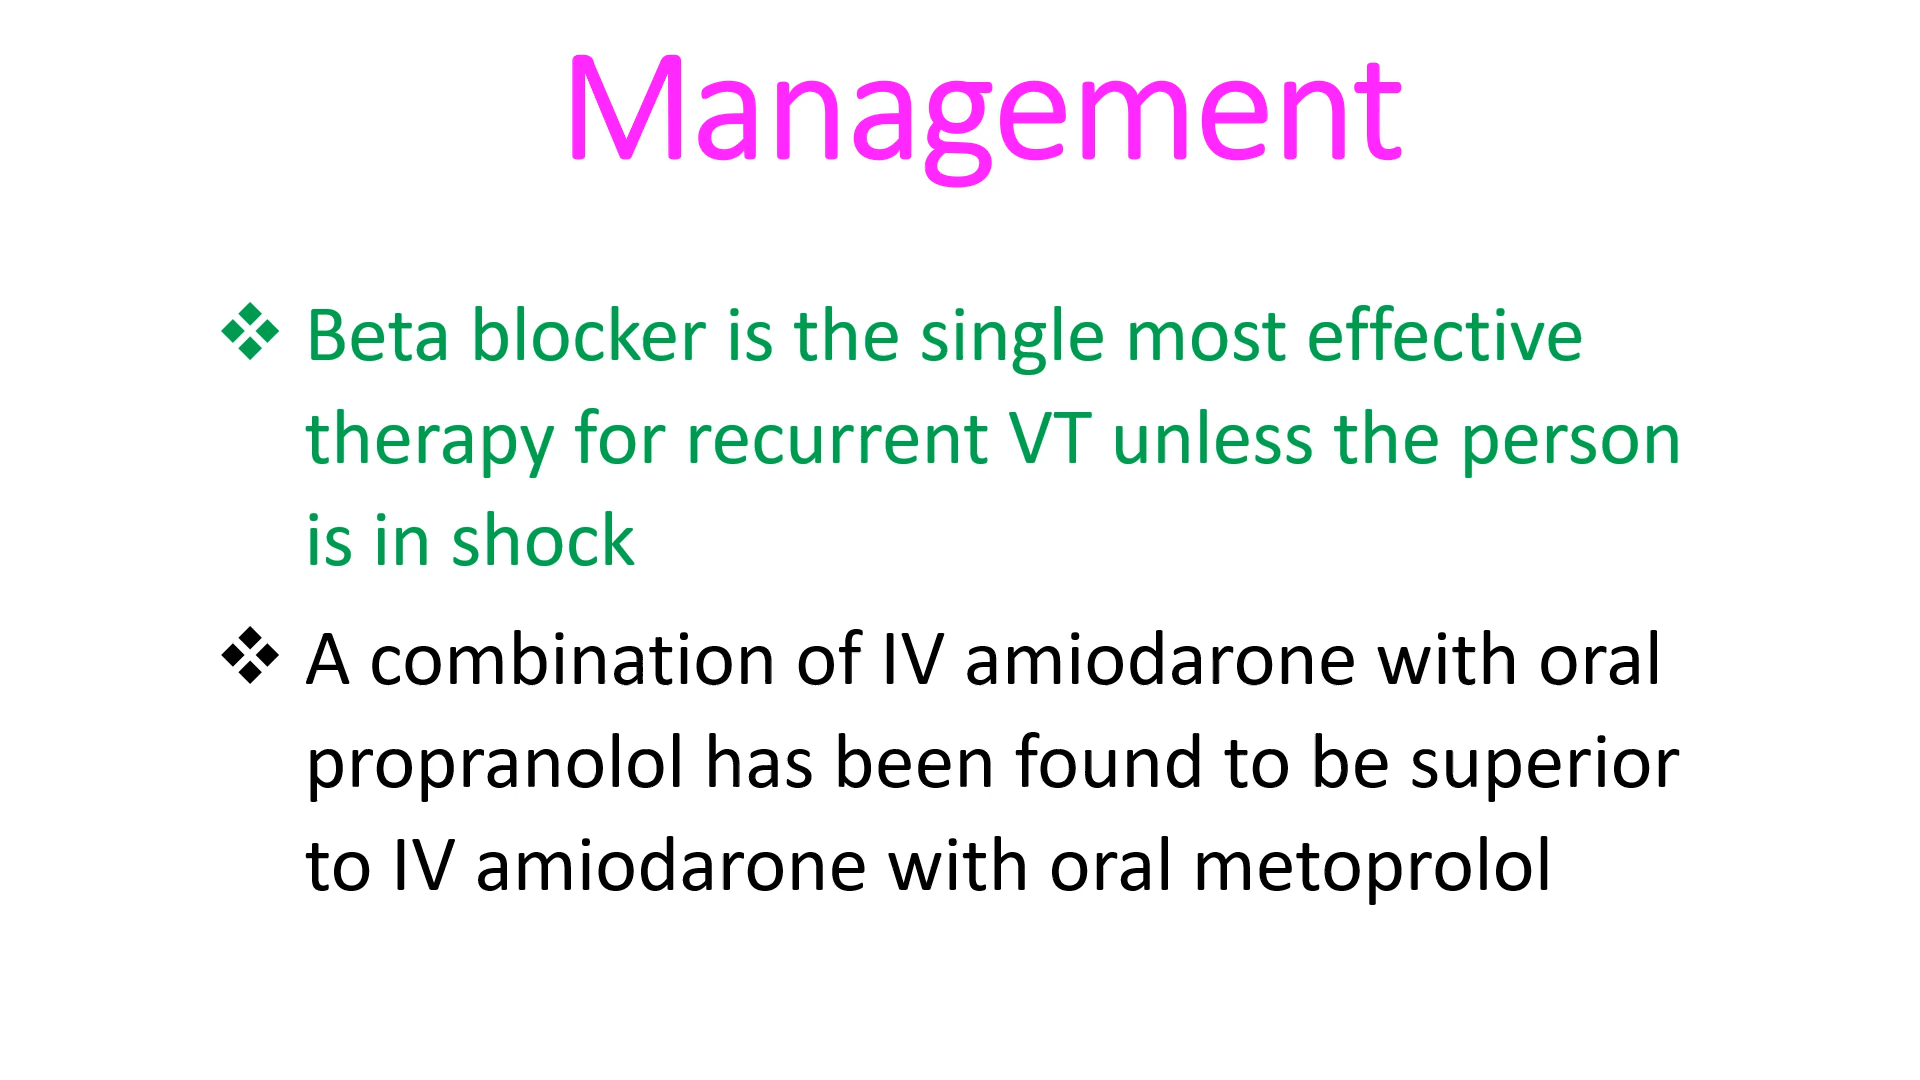 Management
❖ Beta blocker is the single most effective
therapy for recurrent VT unless the person
is in shock
❖ A combination of IV amiodarone with oral
propranolol has been found to be superior
to IV amiodarone with oral metoprolol